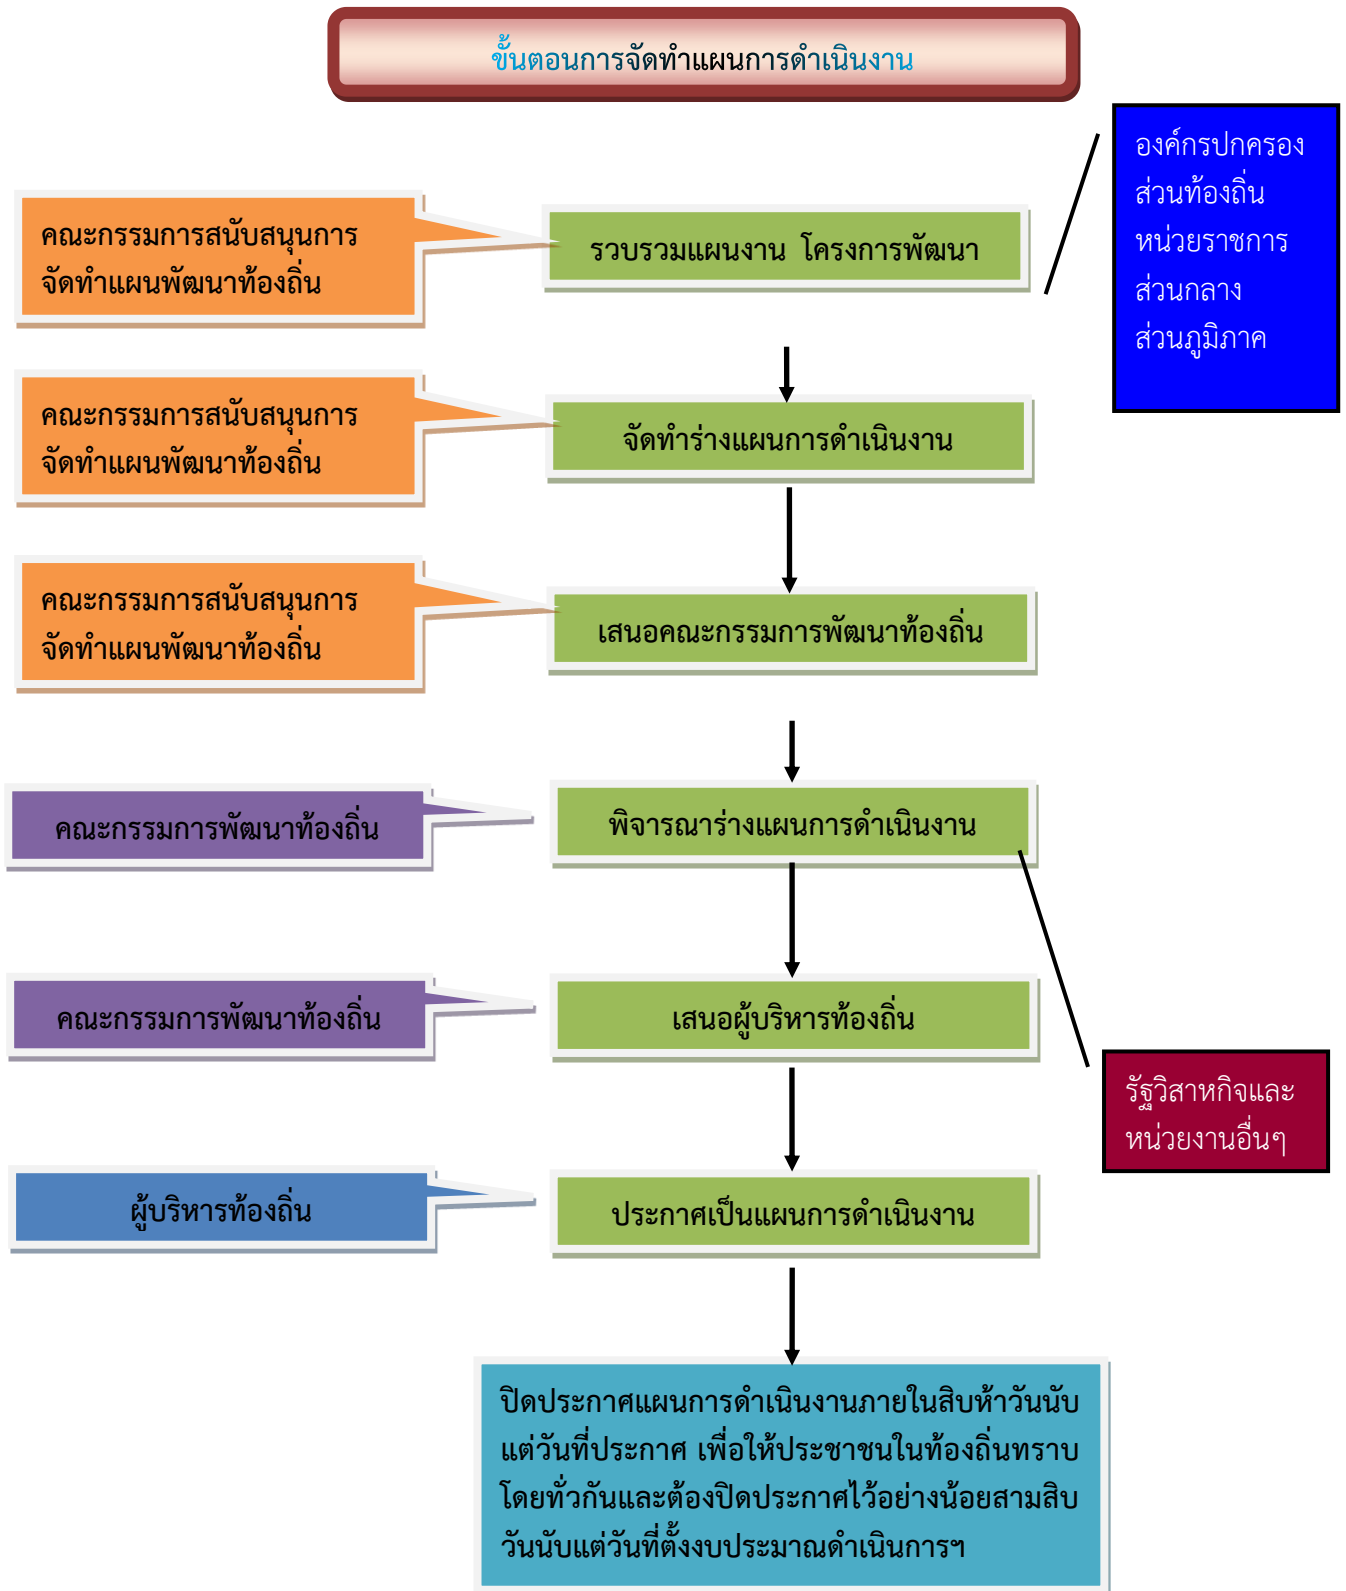 ขั้นตอนการจัดทำแผนการดำเนินงาน
องค์กรปกครอง
ส่วนท้องถิ่น
หน่วยราชการ
ส่วนกลาง
ส่วนภูมิภาค
คณะกรรมการสนับสนุนการ
จัดทำแผนพัฒนาท้องถิ่น
รวบรวมแผนงาน โครงการพัฒนา
คณะกรรมการสนับสนุนการ
จัดทำแผนพัฒนาท้องถิ่น
จัดทำร่างแผนการดำเนินงาน
คณะกรรมการสนับสนุนการ
จัดทำแผนพัฒนาท้องถิ่น
เสนอคณะกรรมการพัฒนาท้องถิ่น
คณะกรรมการพัฒนาท้องถิ่น
พิจารณาร่างแผนการดำเนินงาน
คณะกรรมการพัฒนาท้องถิ่น
เสนอผู้บริหารท้องถิ่น
รัฐวิสาหกิจและ
หน่วยงานอื่นๆ
ผู้บริหารท้องถิ่น
ประกาศเป็นแผนการดำเนินงาน
ปิดประกาศแผนการดำเนินงานภายในสิบห้าวันนับ
แต่วันที่ประกาศ เพื่อให้ประชาชนในท้องถิ่นทราบ
โดยทั่วกันและต้องปิดประกาศไว้อย่างน้อยสามสิบ
วันนับแต่วันที่ตั้งงบประมาณดำเนินการฯ